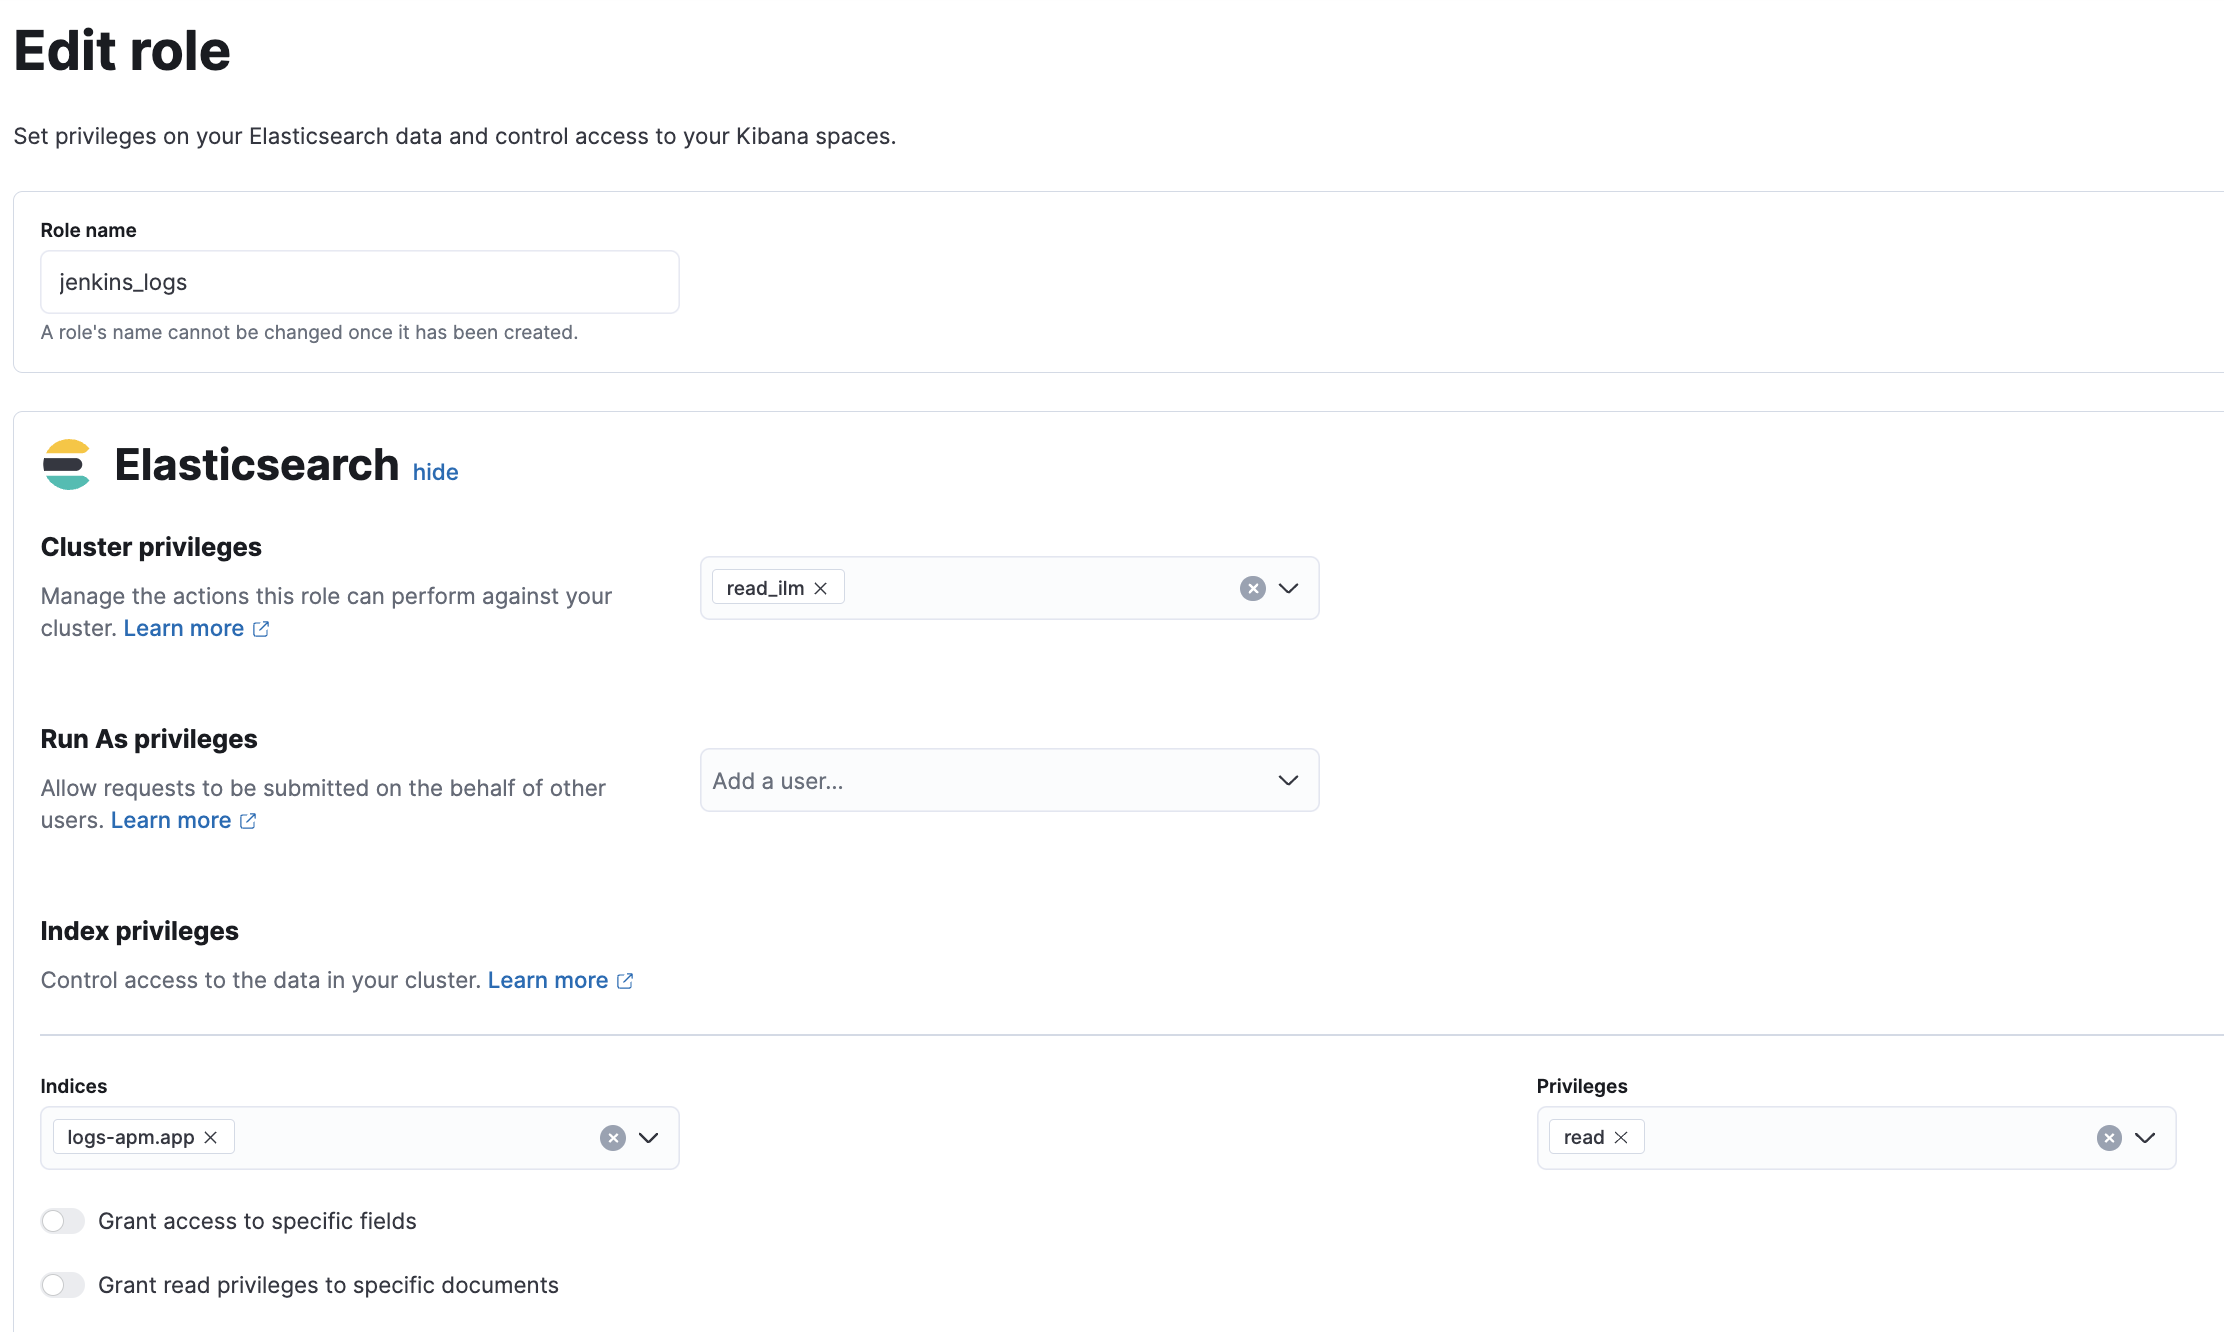 Edit role
Set privileges on your Elasticsearch data and control access to your Kibana spaces.
Role name
jenkins_logs
A role's name cannot be changed once it has been created.
Elasticsearch hide
Cluster privileges
Manage the actions this role can perform against your
cluster. Learn more
read_ilm
Run As privileges
Allow requests to be submitted on the behalf of other
users. Learn more
Add a user...
Index privileges
Control access to the data in your cluster. Learn more
Indices
logs-apm.app
Privileges
read
Grant access to specific fields
Grant read privileges to specific documents